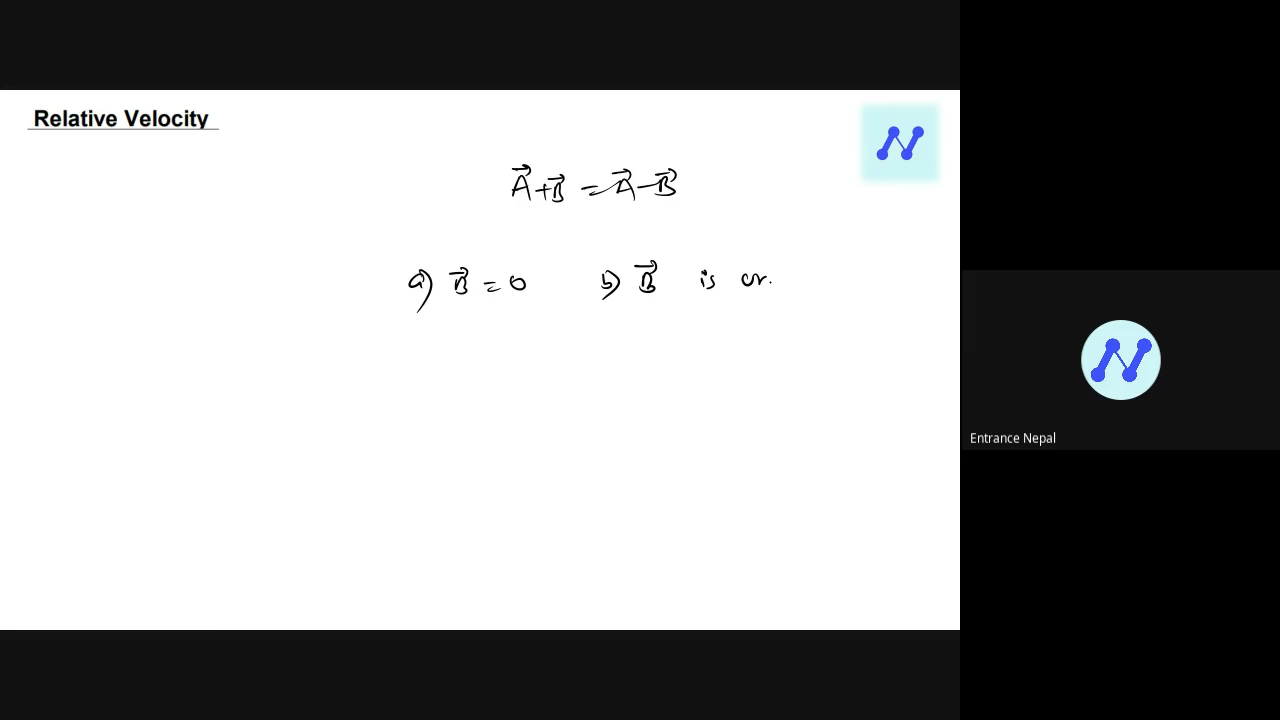 Relative Velocity
A⃗+B⃗ = A⃗-B⃗
a) B⃗ = 0 b) B⃗ is
Entrance Nepal